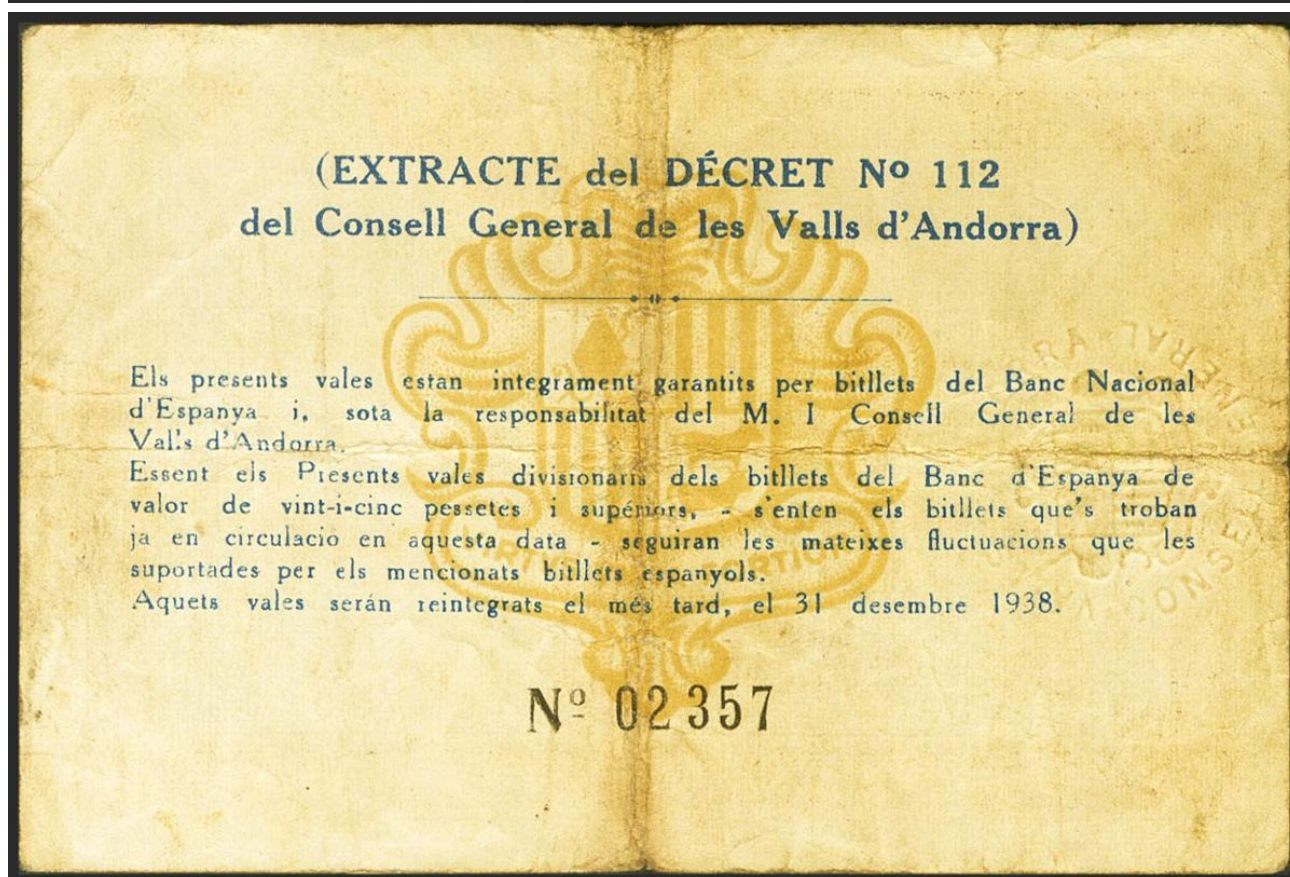 (EXTRACTE del DÉCRET Nº 112
del Consell General de les Valls d'Andorra)
Els presents vales estan integrament garantits per bitllets del Banc Nacional
d'Espanya i, sota la responsabilitat del M. I Consell General de les
Valls d'Andorra.
Essent els Presents vales divisionaris dels bitllets del Banc d'Espanya de
valor de vint-i-cinc pessetes i supériors, - s'enten els bitllets que's troban
ja en circulació en aquesta data - seguiran les mateixes fluctuacions que les
suportades per els mencionats bitllets espanyols.
Aquets vales serán reintegrats el més tard, el 31 desembre 1938.
Nº 02357